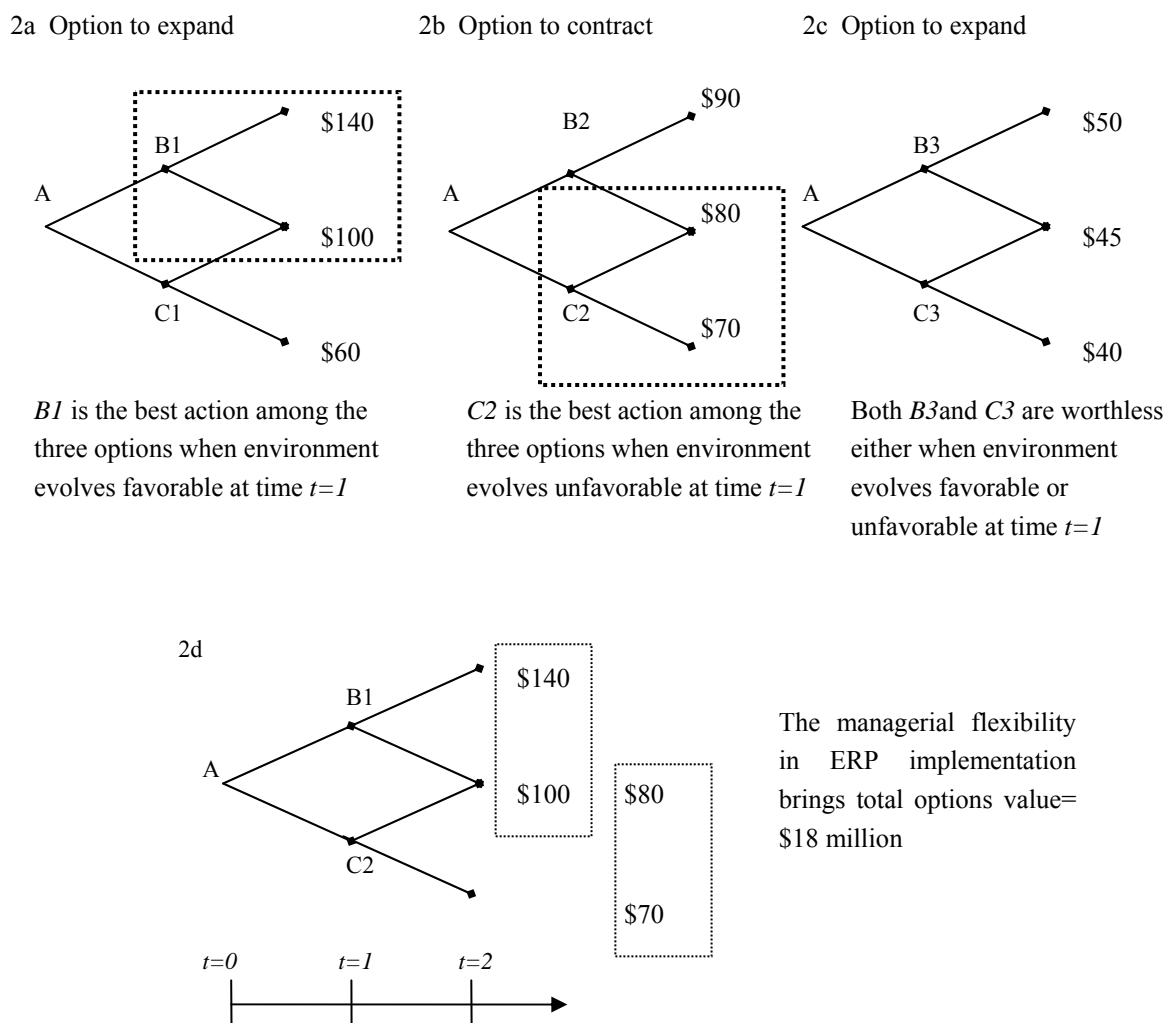 2a Option to expand
2b Option to contract
2c Option to expand
$140
B1
A
$100
C1
$60
$90
B2
A
$80
C2
$70
$50
B3
A
$45
C3
$40
B1 is the best action among the
three options when environment
evolves favorable at time t=1
C2 is the best action among the
three options when environment
evolves unfavorable at time t=1
Both B3and C3 are worthless
either when environment
evolves favorable or
unfavorable at time t=1
2d
$140
B1
A
$100
$80
C2
$70
t=0
t=1
t=2
The managerial flexibility
in ERP implementation
brings total options value=
$18 million